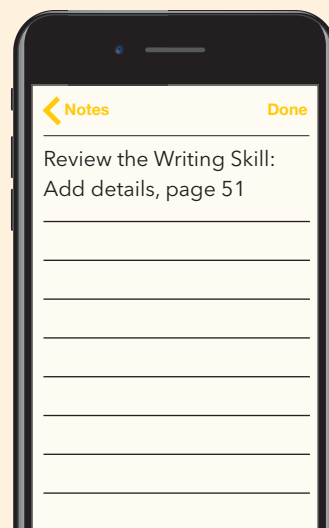 Notes Done
Review the Writing Skill:
Add details, page 51